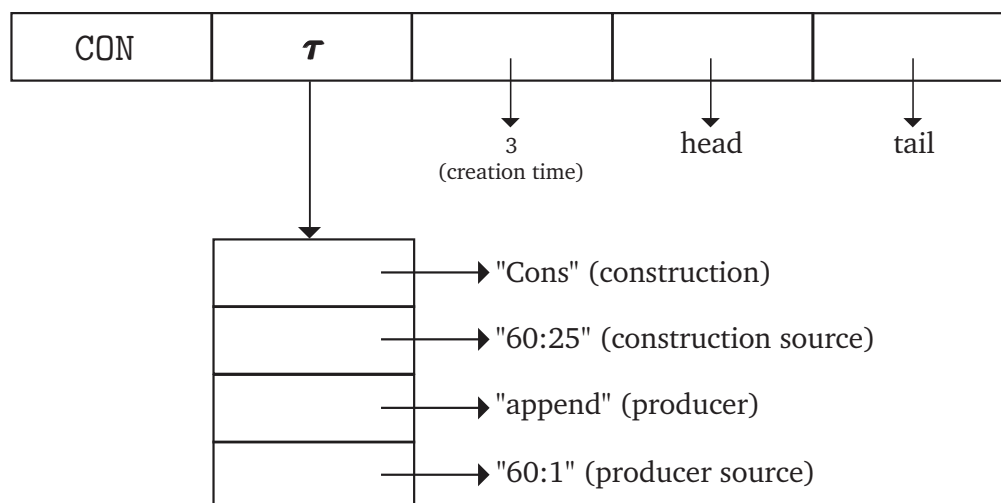 CON τ
3 head tail
(creation time)
"Cons" (construction)
"60:25" (construction source)
"append" (producer)
"60:1" (producer source)